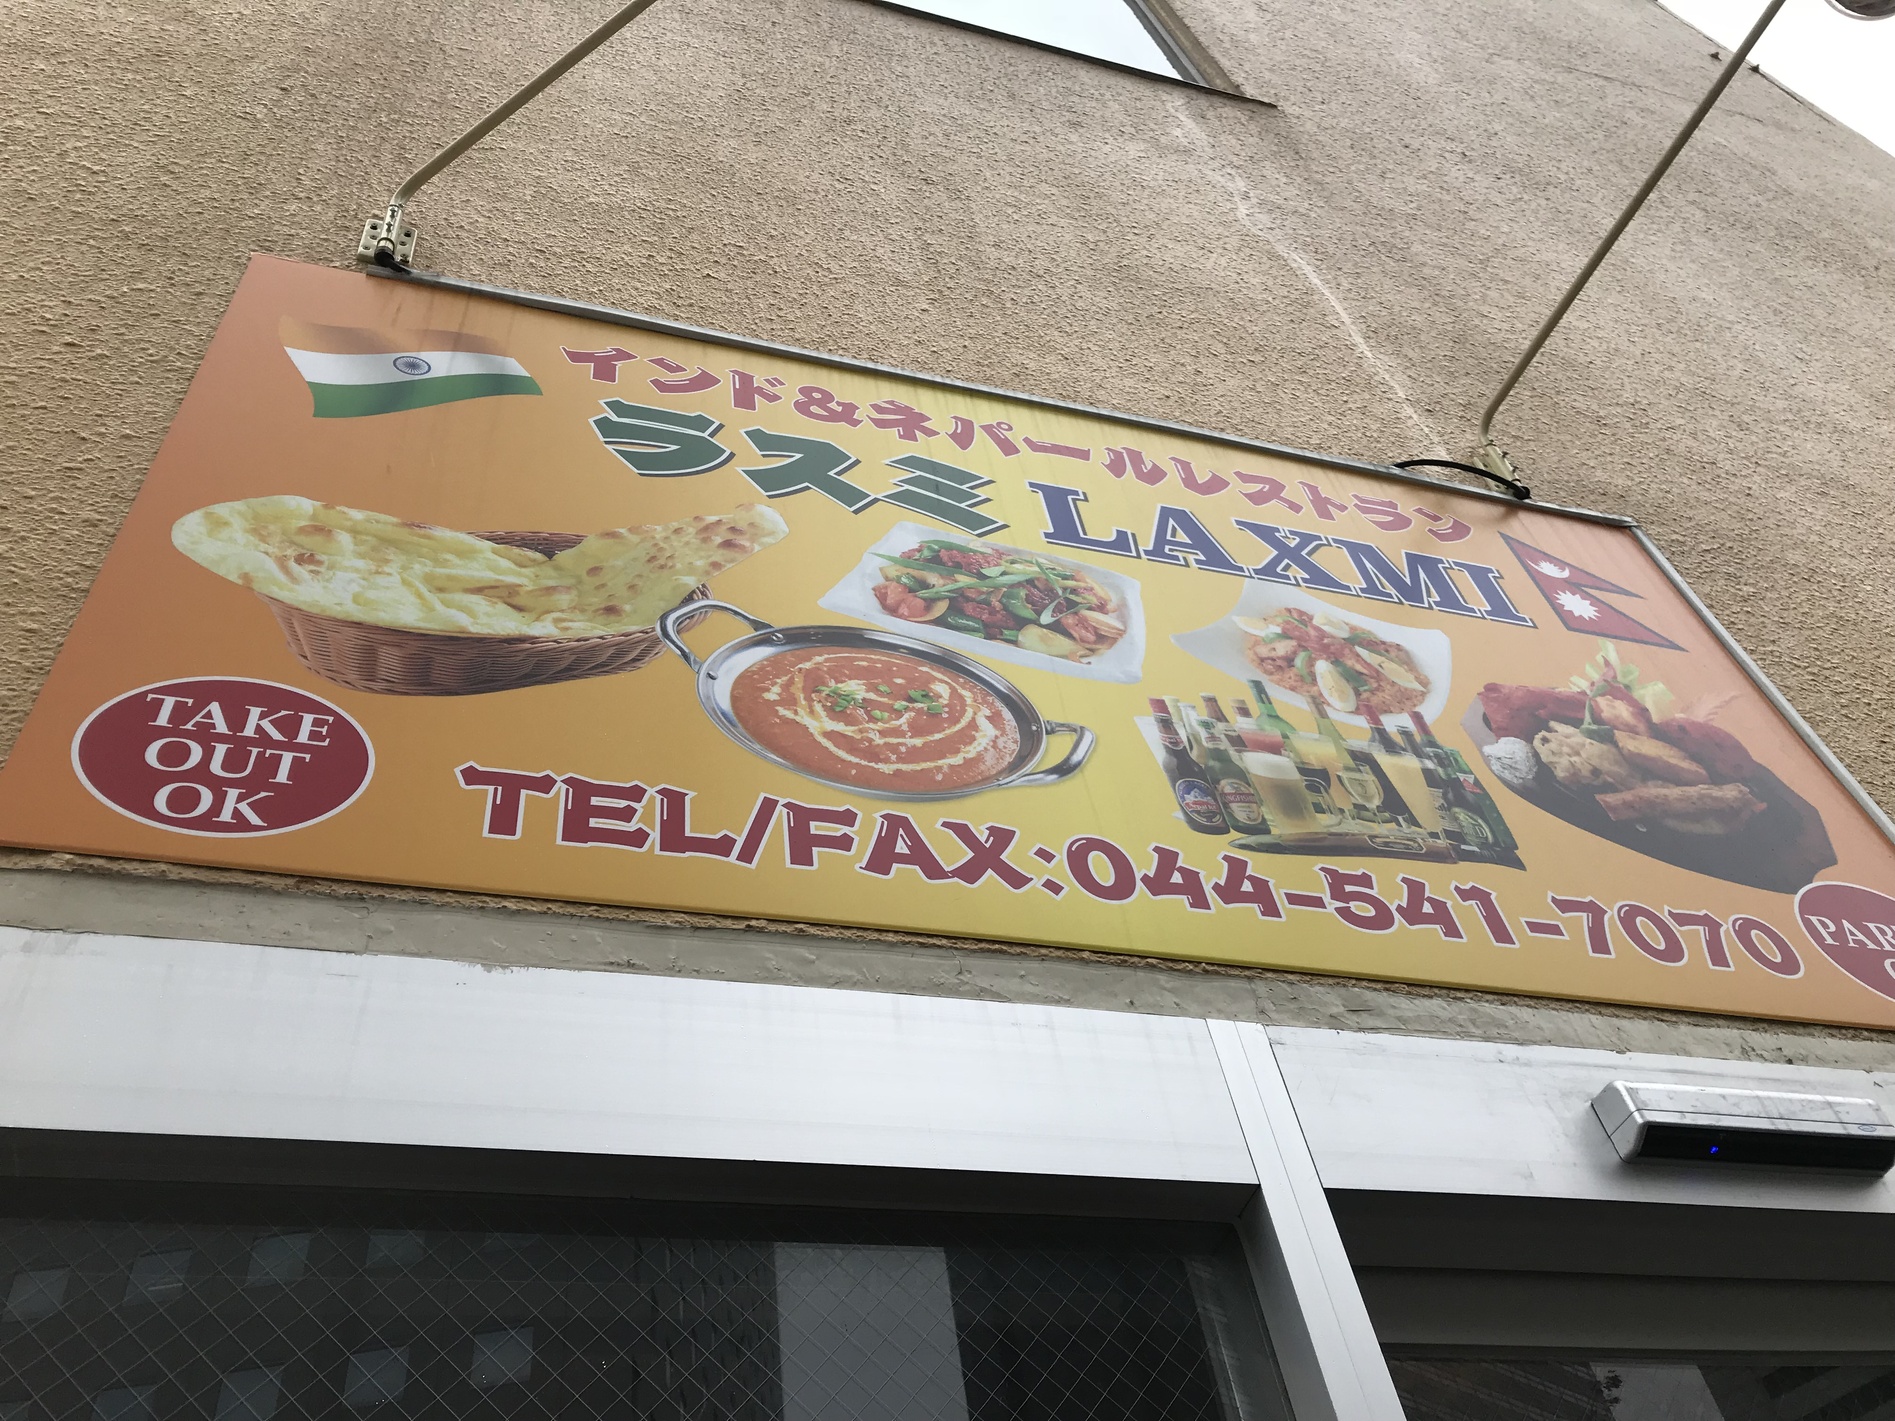 インド&ネパールレストラン
ラスミ LAXMI
TAKE
OUT
OK
TEL/FAX:044-541-7070